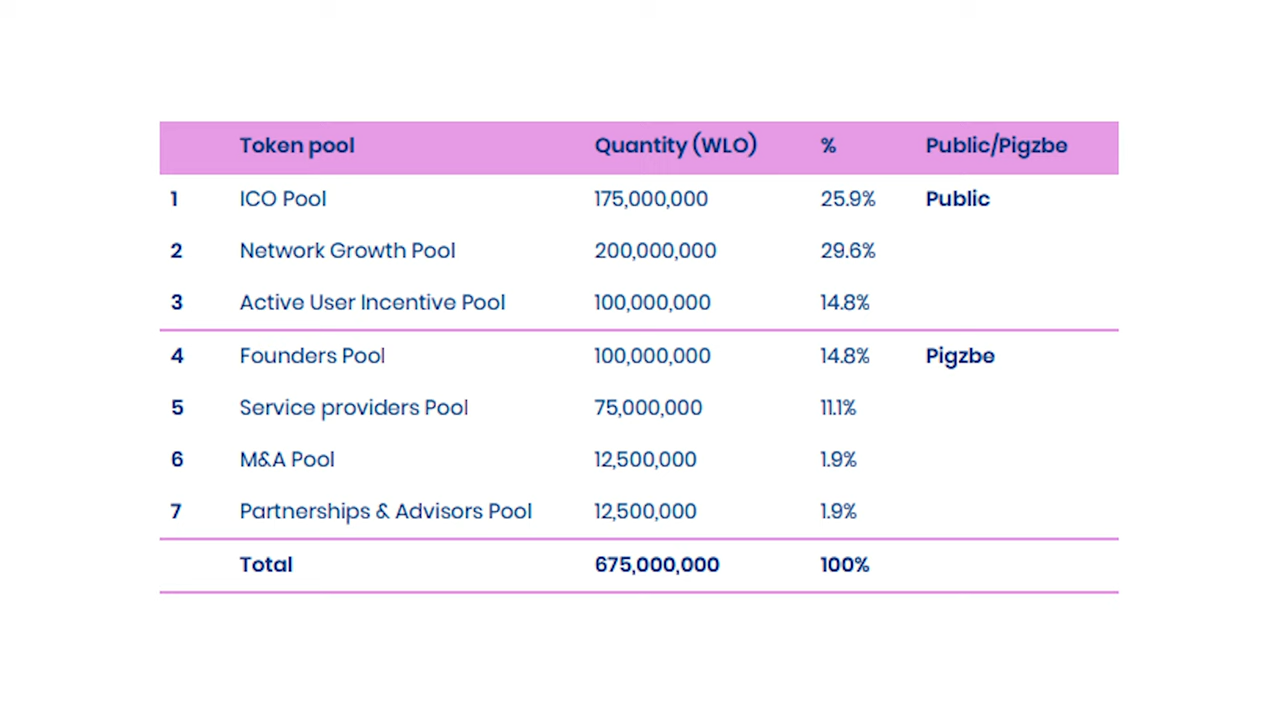 Token pool Quantity (WLO) % Public/Pigzbe
1 ICO Pool 175,000,000 25.9% Public
2 Network Growth Pool 200,000,000 29.6%
3 Active User Incentive Pool 100,000,000 14.8%
4 Founders Pool 100,000,000 14.8% Pigzbe
5 Service providers Pool 75,000,000 11.1%
6 M&A Pool 12,500,000 1.9%
7 Partnerships & Advisors Pool 12,500,000 1.9%
Total 675,000,000 100%